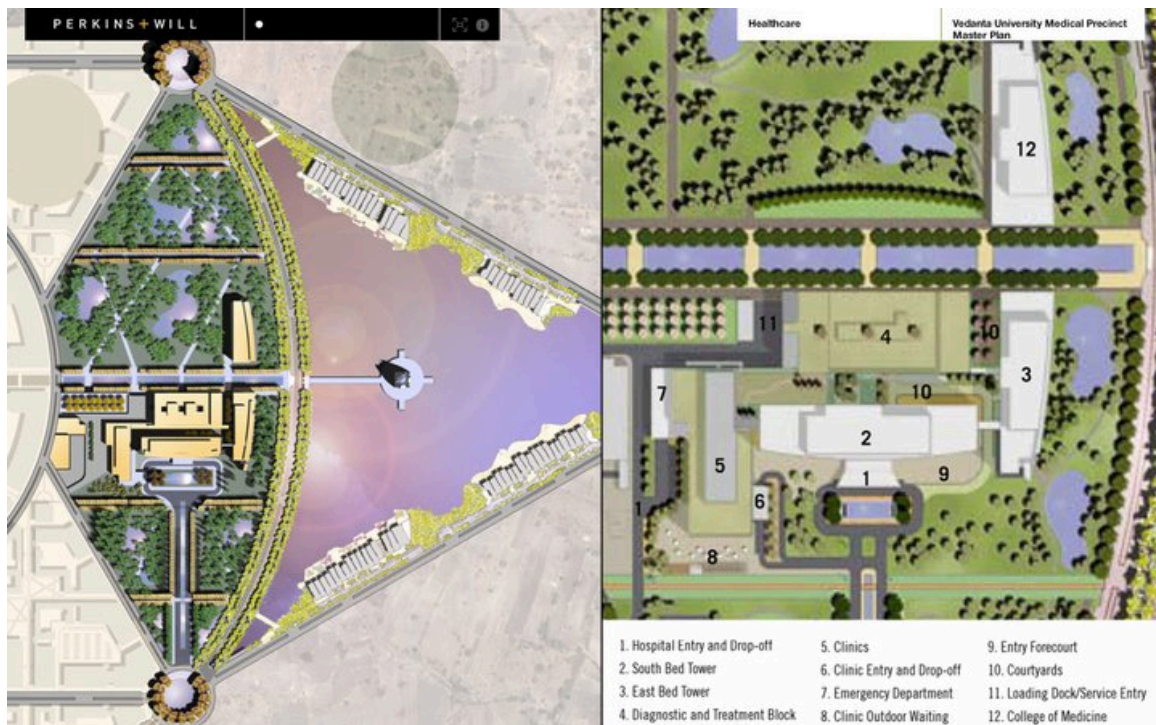 PERKINS+WILL
Healthcare
Vedanta University Medical Precinct
Master Plan
12
11
4
10
3
7
10
5
2
1
9
6
1
8
1. Hospital Entry and Drop-off
2. South Bed Tower
3. East Bed Tower
4. Diagnostic and Treatment Block
5. Clinics
6. Clinic Entry and Drop-off
7. Emergency Department
8. Clinic Outdoor Waiting
9. Entry Forecourt
10. Courtyards
11. Loading Dock/Service Entry
12. College of Medicine